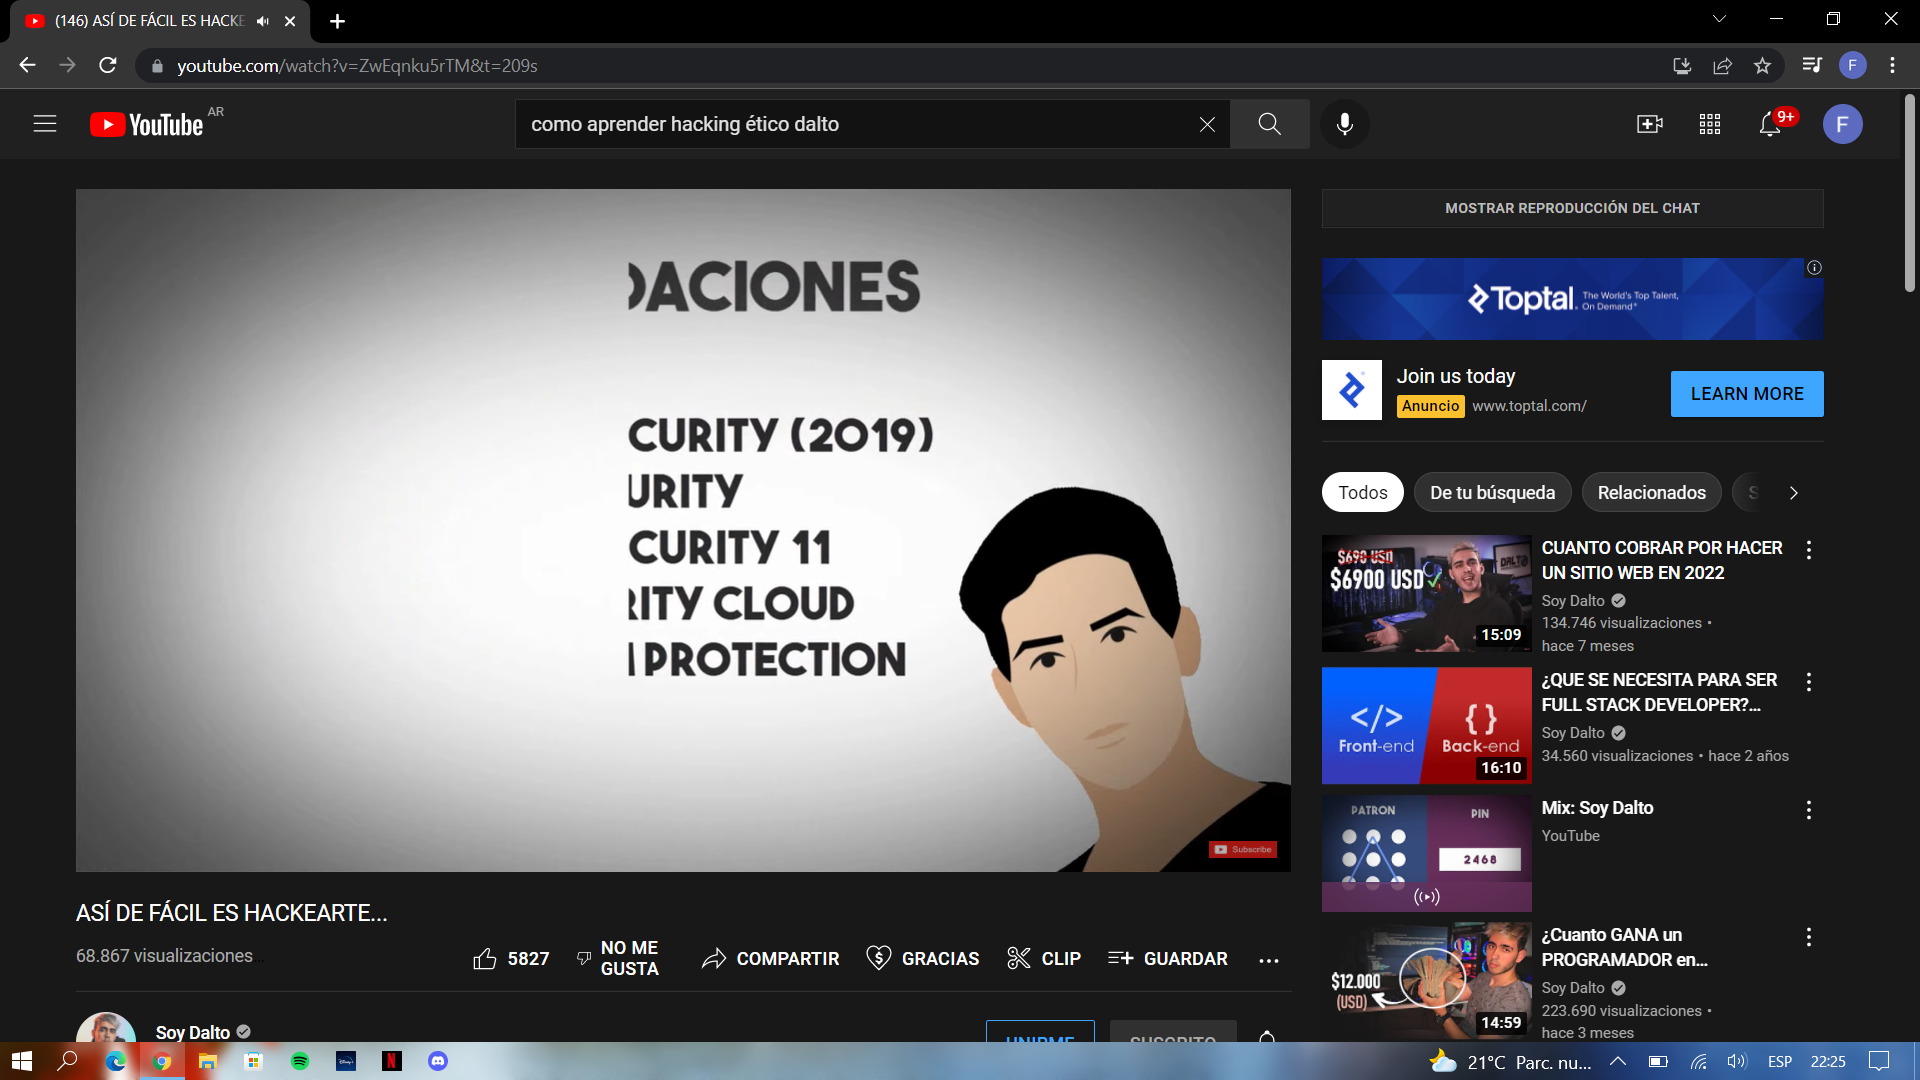 (146) ASÍ DE FÁCIL ES HACKE
youtube.com/watch?v=ZwEqnku5rTM&t=209s
F
YouTube AR
como aprender hacking ético dalto
9+
F
DACIONES
CURITY (2019)
URITY
CURITY 11
RITY CLOUD
PROTECTION
Subscribe
MOSTRAR REPRODUCCIÓN DEL CHAT
Toptal. The World's Top Talent,
On Demand
Join us today
Anuncio www.toptal.com/
LEARN MORE
Todos De tu búsqueda Relacionados S
$690 USD
$6900 USD
DALTO
15:09
CUANTO COBRAR POR HACER
UN SITIO WEB EN 2022
Soy Dalto
134.746 visualizaciones •
hace 7 meses
</> { }
Front-end Back-end
16:10
¿QUE SE NECESITA PARA SER
FULL STACK DEVELOPER?...
Soy Dalto
34.560 visualizaciones • hace 2 años
PATRON PIN
2468
Mix: Soy Dalto
YouTube
$12.000
(USD)
14:59
¿Cuanto GANA un
PROGRAMADOR en...
Soy Dalto
223.690 visualizaciones •
hace 3 meses
ASÍ DE FÁCIL ES HACKEARTE...
68.867 visualizaciones
5827 NO ME GUSTA COMPARTIR GRACIAS CLIP GUARDAR ...
Soy Dalto
UNIRME SUSCRITO
21°C Parc. nu... ESP 22:25